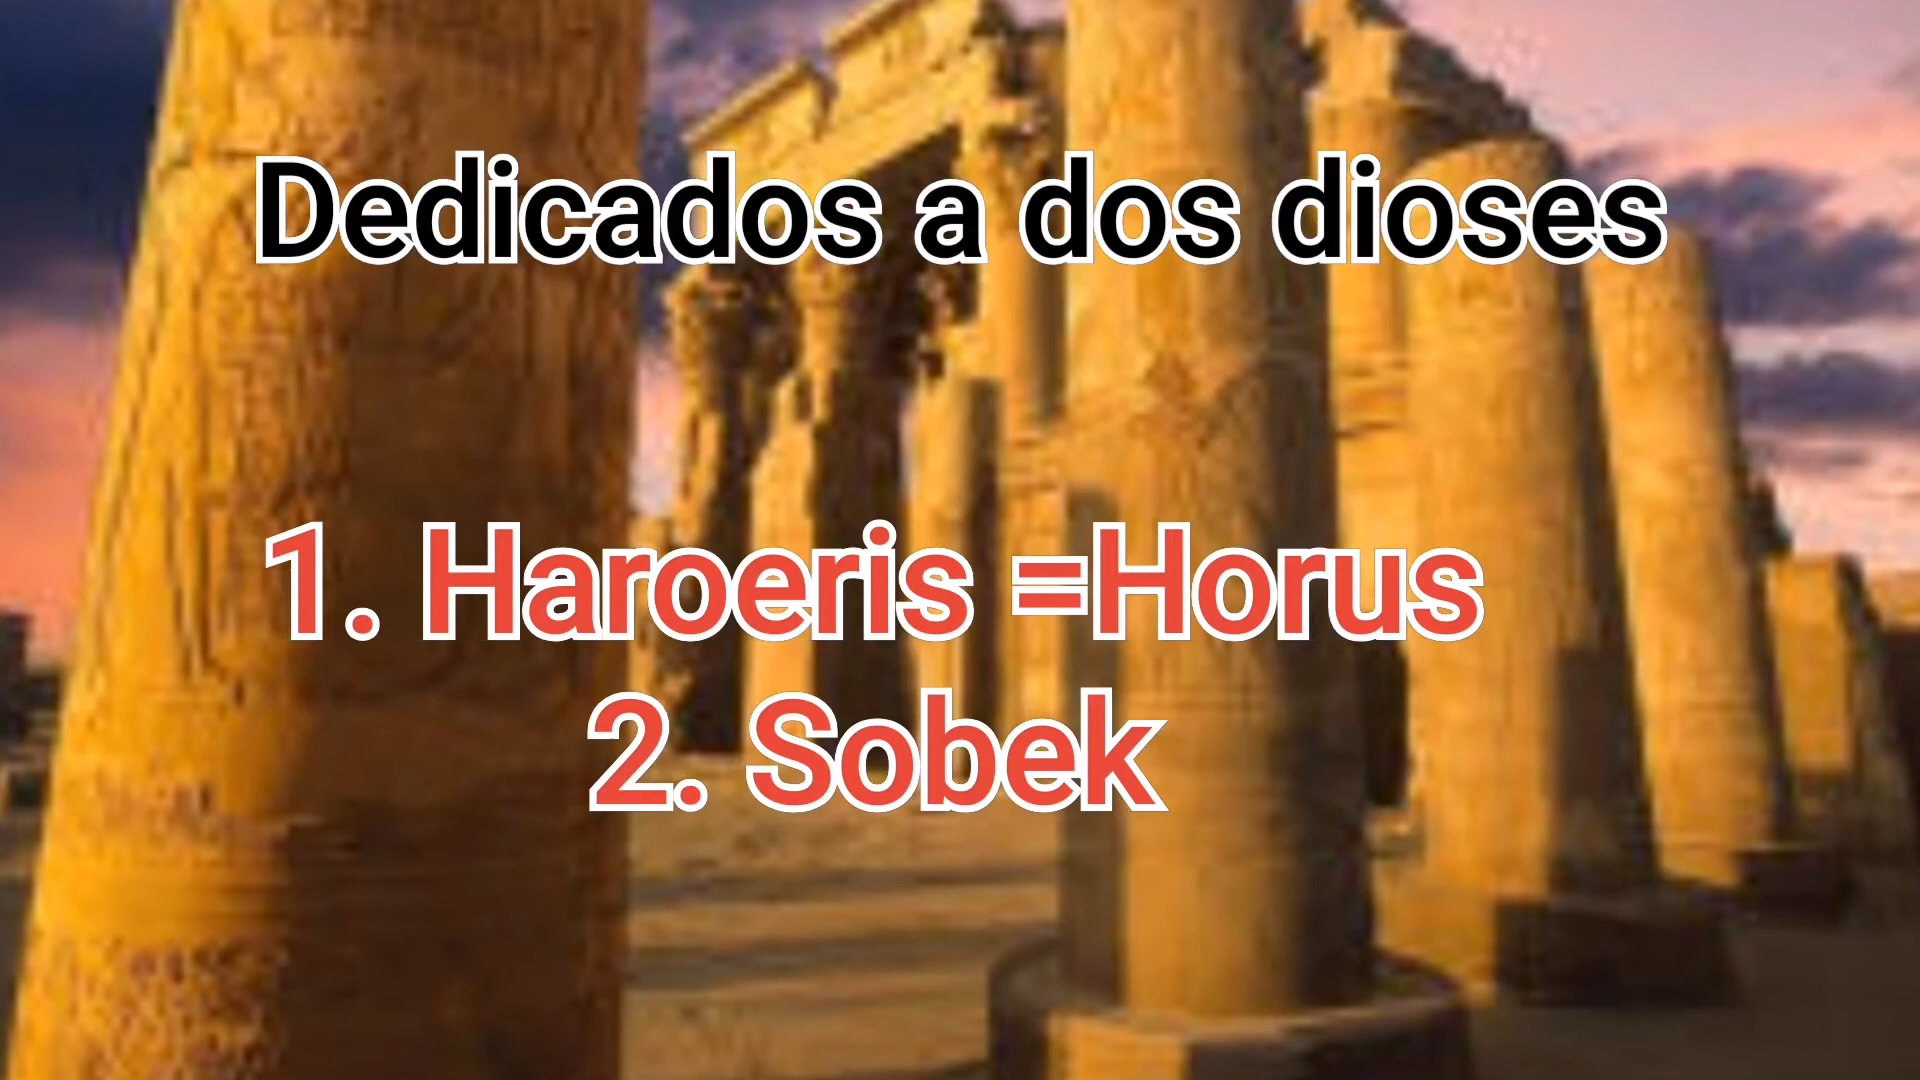 Dedicados a dos dioses
1. Haroeris =Horus
2. Sobek